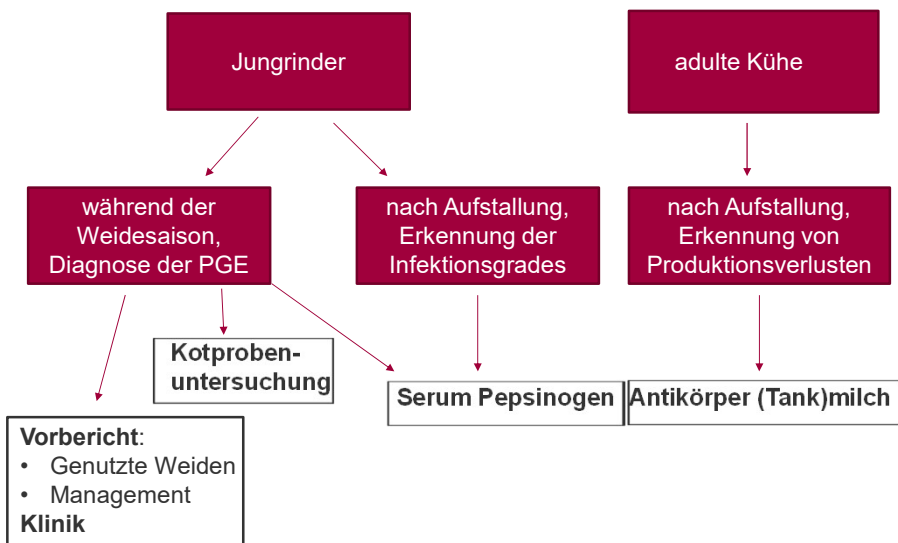 Jungrinder
adulte Kühe
während der
Weidesaison,
Diagnose der PGE
nach Aufstallung,
Erkennung der
Infektionsgrades
nach Aufstallung,
Erkennung von
Produktionsverlusten
Kotproben-
untersuchung
Serum Pepsinogen
Antikörper (Tank)milch
Vorbericht:
• Genutzte Weiden
• Management
Klinik